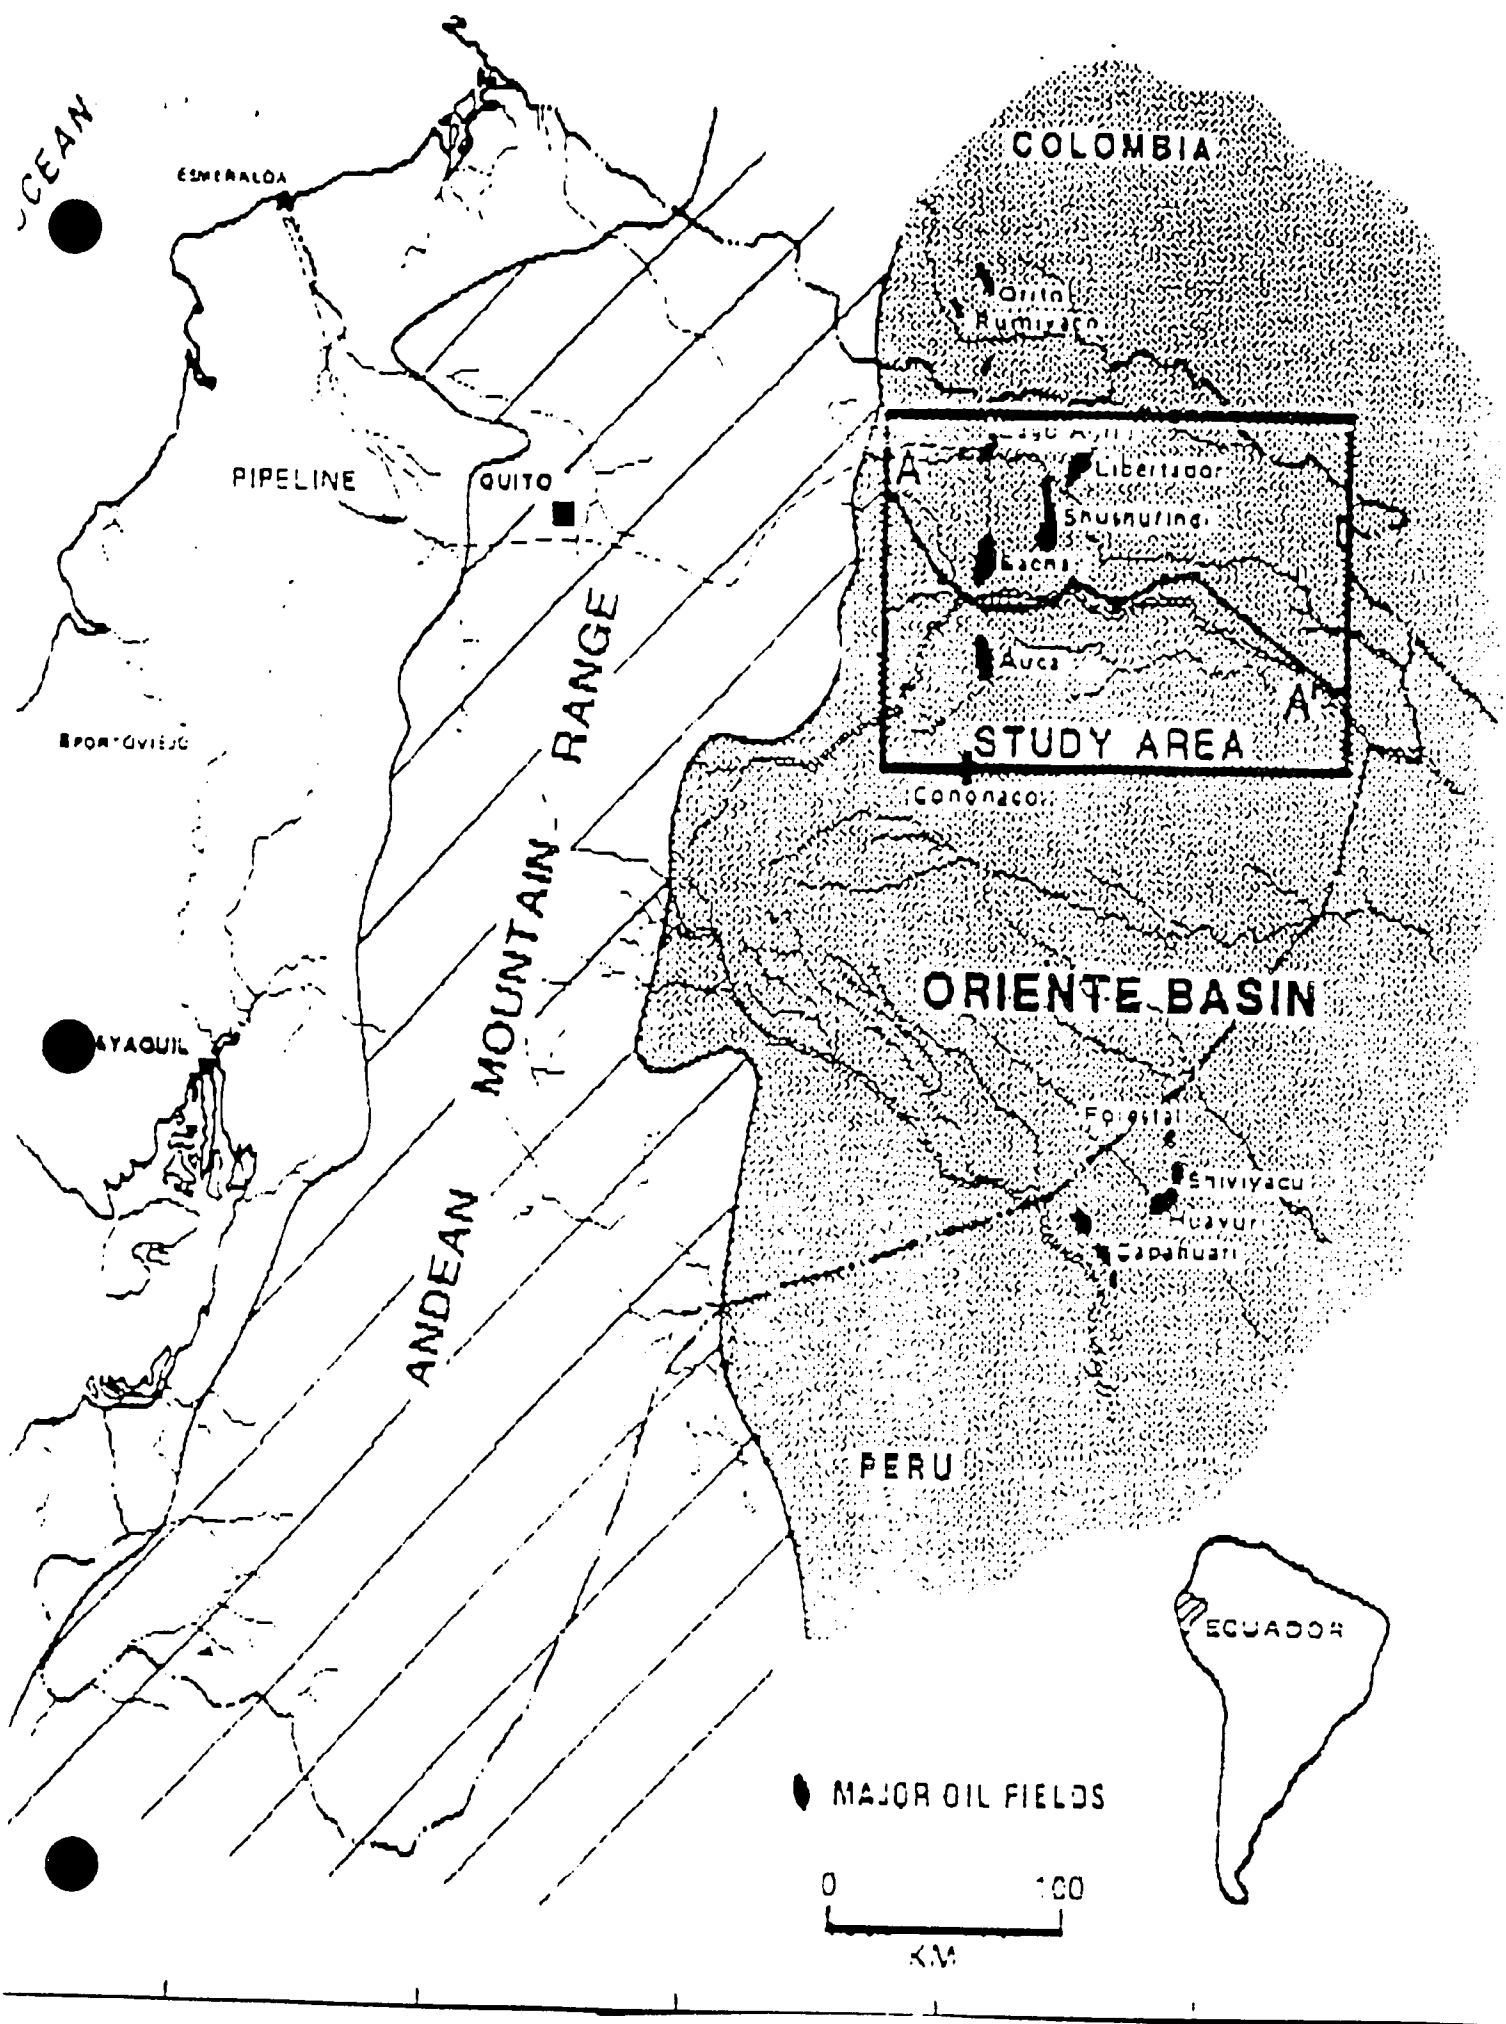 COLOMBIA
ESMERALDA
Orito
Rumiyaco
A
Libertador
PIPELINE
QUITO
Shushufindi
Sacha
Auca
A'
STUDY AREA
Cononaco
ANDEAN MOUNTAIN RANGE
ORIENTE BASIN
Forestal
Shiviyacu
Huayuri
Capahuari
PERU
ECUADOR
MAJOR OIL FIELDS
0 100
KM